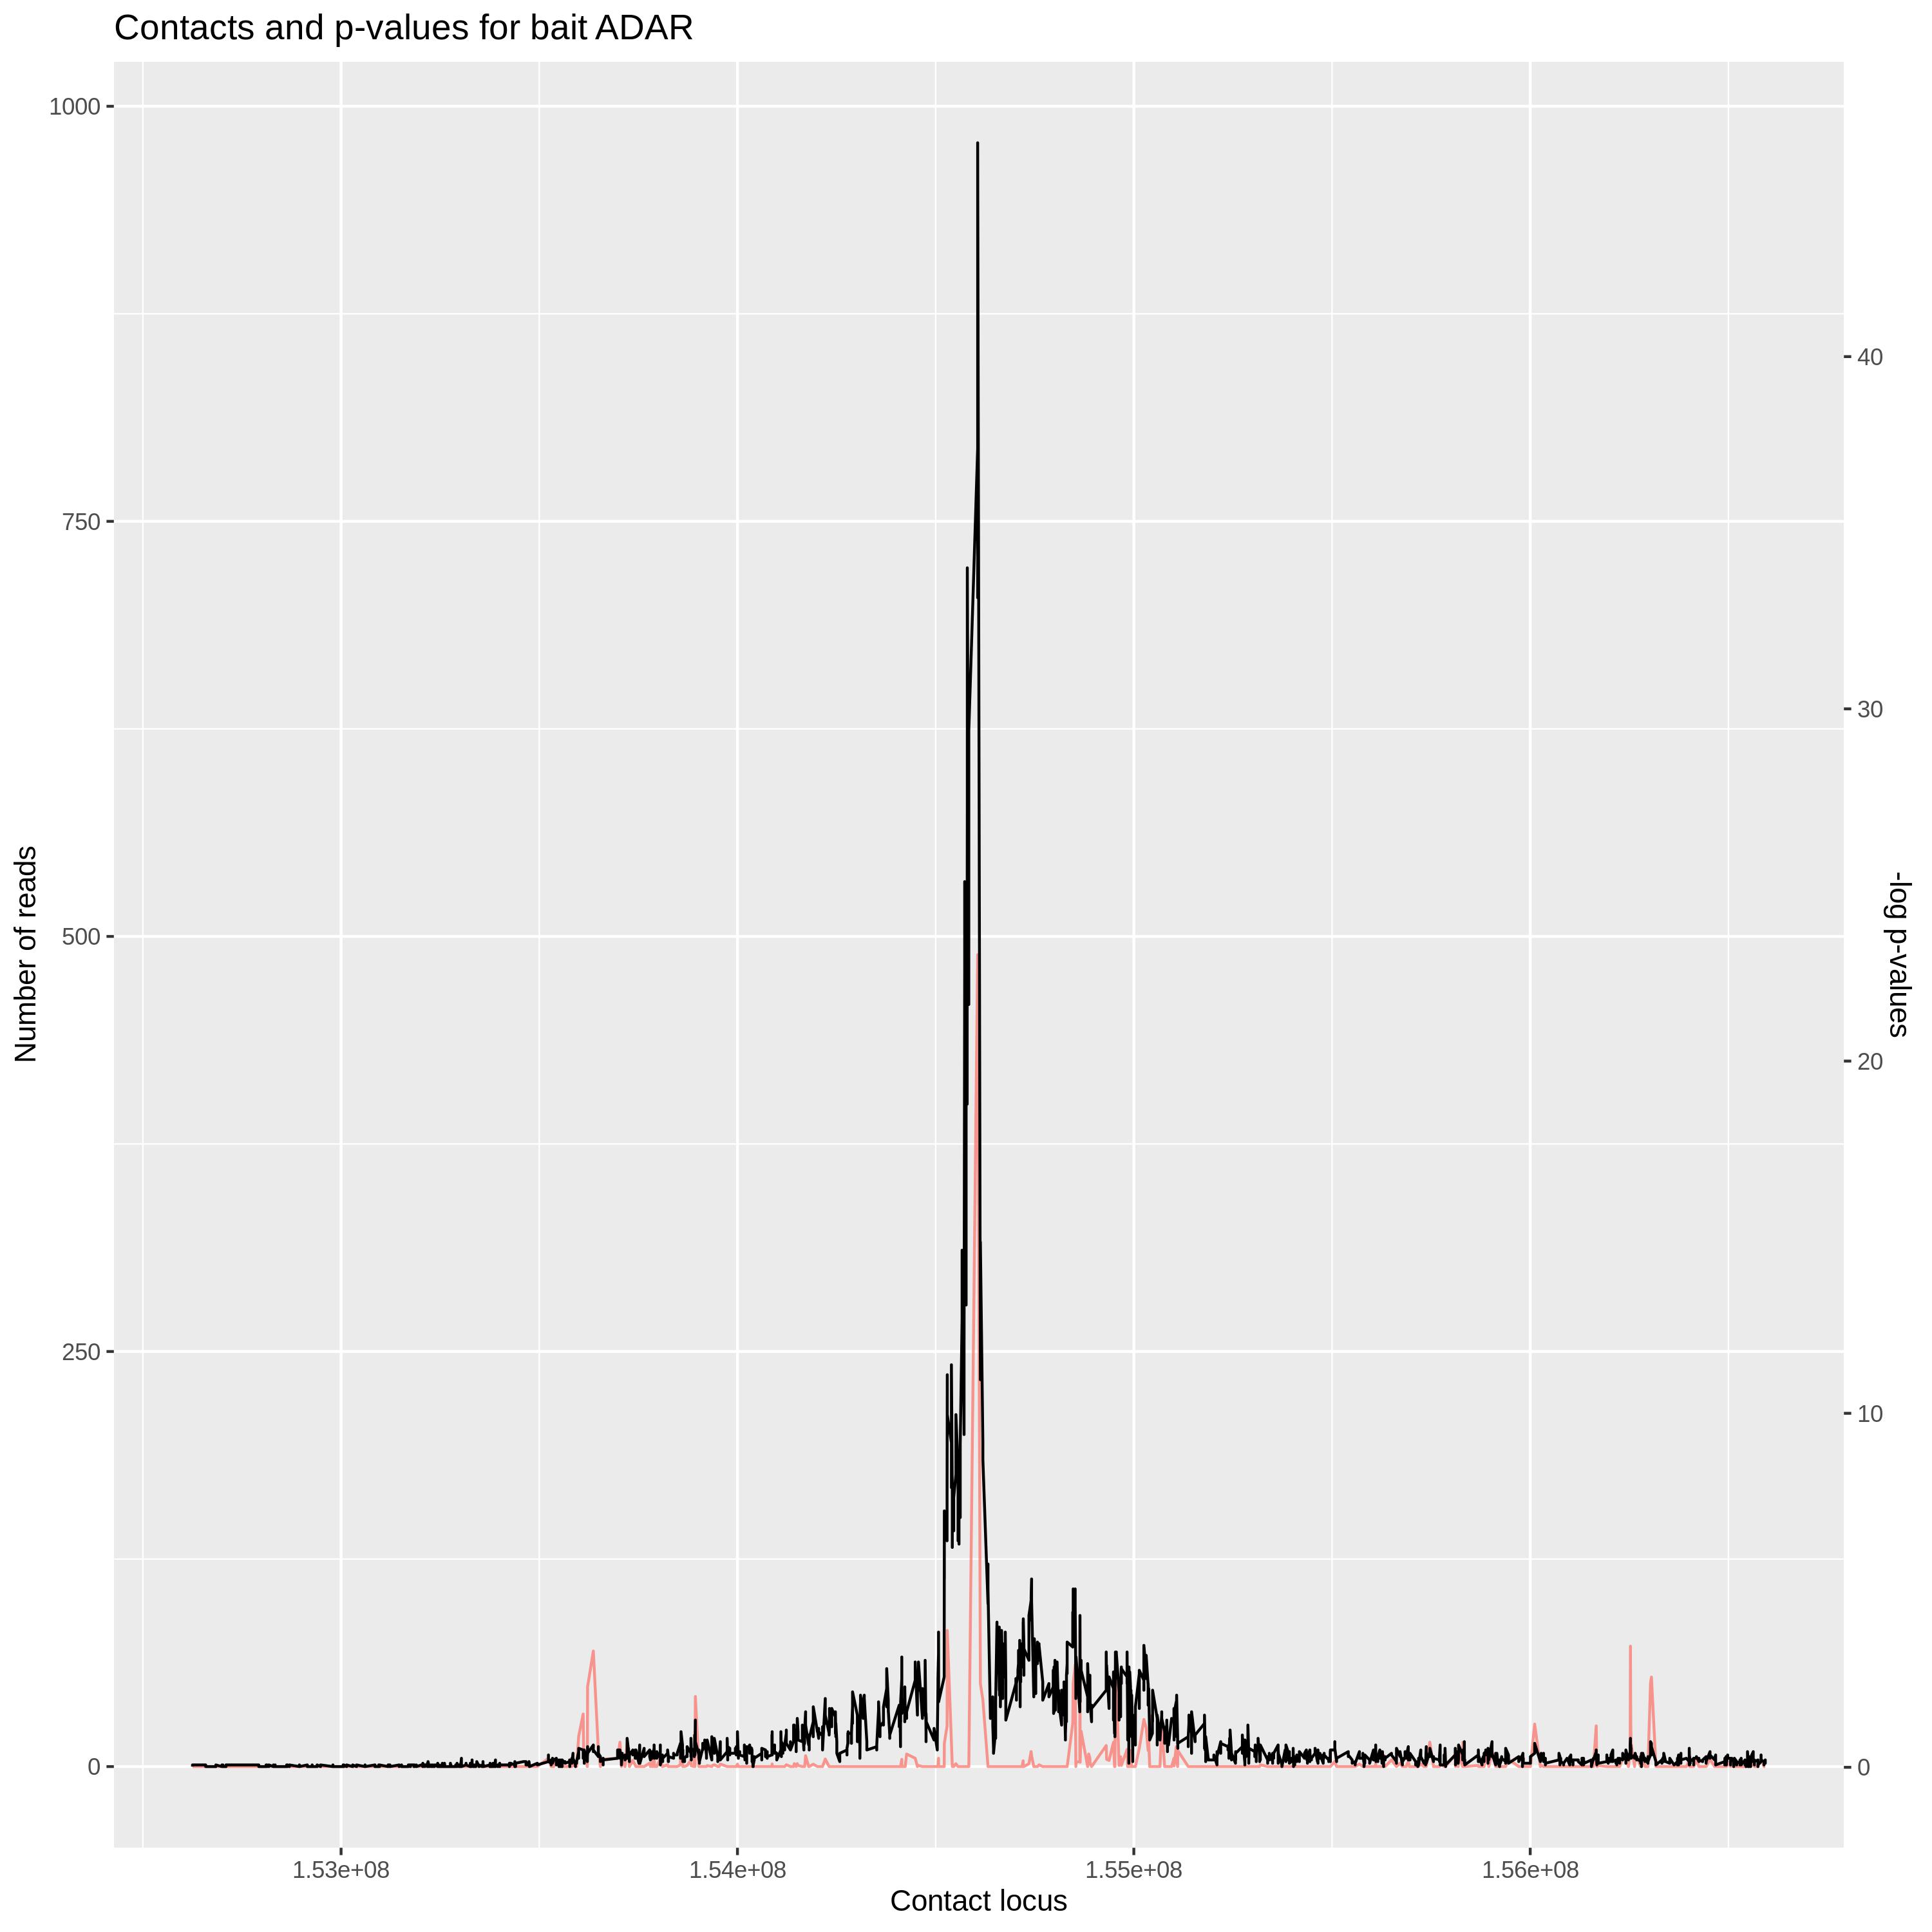 Contacts and p-values for bait ADAR
1000
750
500
250
0
Number of reads
40
30
20
10
0
-log p-values
1.53e+08
1.54e+08
1.55e+08
1.56e+08
Contact locus